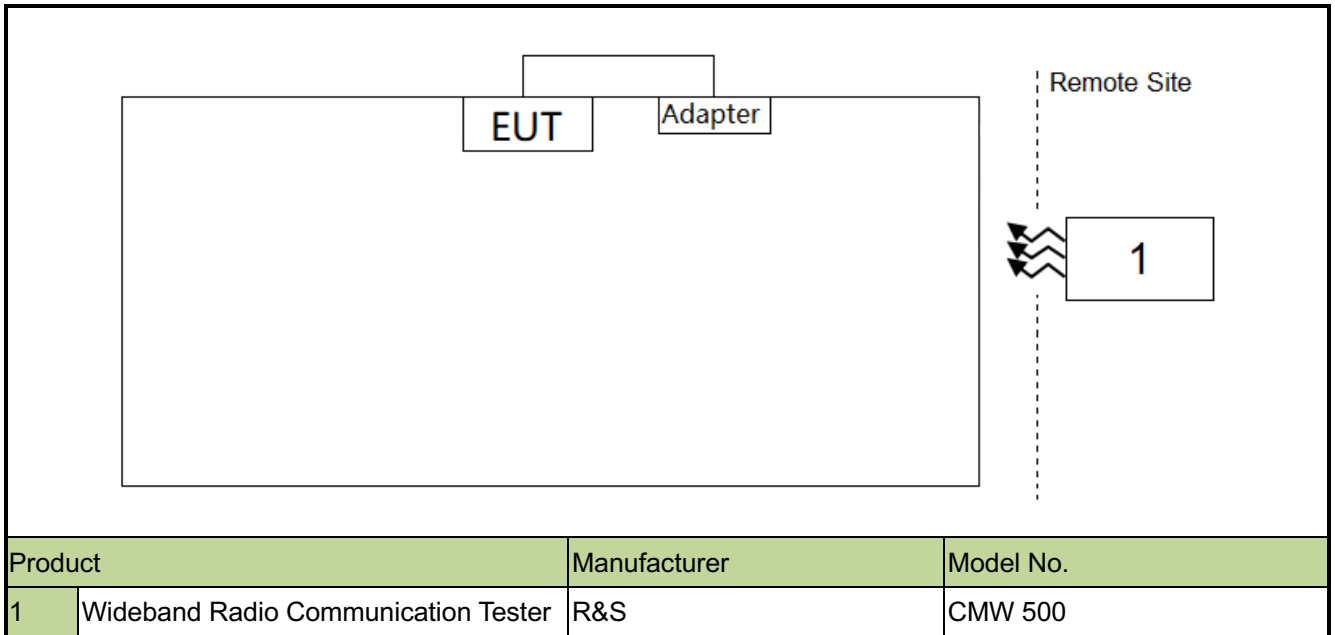 Remote Site
EUT
Adapter
1
Product Manufacturer Model No.
1 Wideband Radio Communication Tester R&S CMW 500